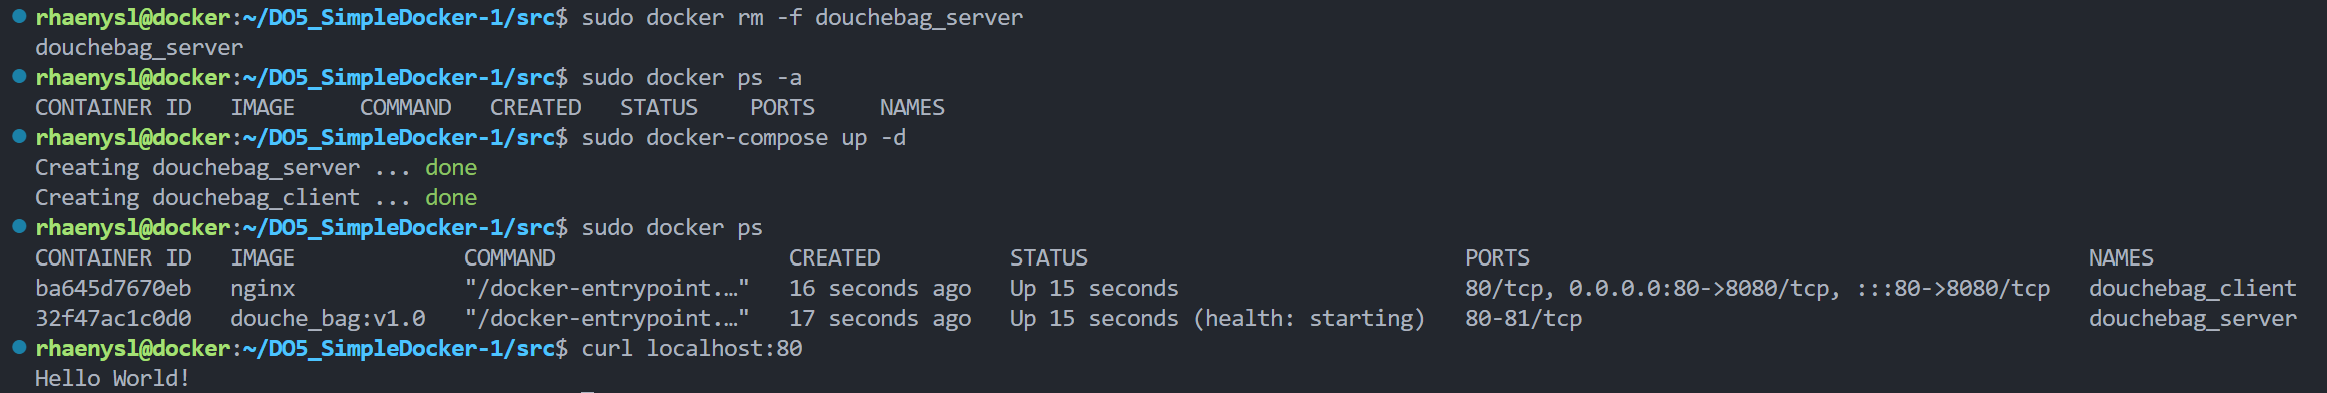 rhaenysl@docker:~/DO5_SimpleDocker-1/src$ sudo docker rm -f douchebag_server
douchebag_server
rhaenysl@docker:~/DO5_SimpleDocker-1/src$ sudo docker ps -a
CONTAINER ID   IMAGE     COMMAND   CREATED   STATUS    PORTS     NAMES
rhaenysl@docker:~/DO5_SimpleDocker-1/src$ sudo docker-compose up -d
Creating douchebag_server ... done
Creating douchebag_client ... done
rhaenysl@docker:~/DO5_SimpleDocker-1/src$ sudo docker ps
CONTAINER ID   IMAGE             COMMAND                  CREATED          STATUS                             PORTS                                           NAMES
ba645d7670eb   nginx             "/docker-entrypoint.…"   16 seconds ago   Up 15 seconds                      80/tcp, 0.0.0.0:80->8080/tcp, :::80->8080/tcp   douchebag_client
32f47ac1c0d0   douche_bag:v1.0   "/docker-entrypoint.…"   17 seconds ago   Up 15 seconds (health: starting)   80-81/tcp                                       douchebag_server
rhaenysl@docker:~/DO5_SimpleDocker-1/src$ curl localhost:80
Hello World!